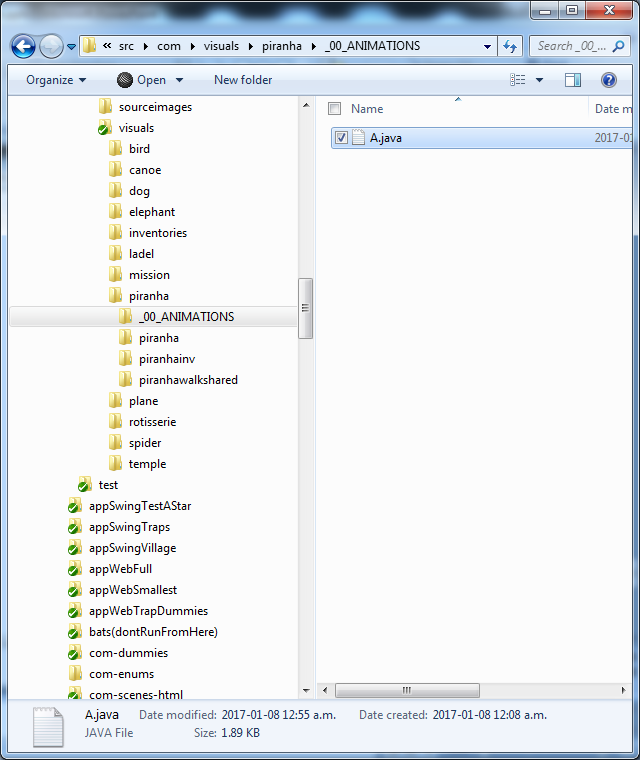 « src ▸ com ▸ visuals ▸ piranha ▸ _00_ANIMATIONS
Search _00_...
Organize Open New folder
sourceimages
visuals
bird
canoe
dog
elephant
inventories
ladel
mission
piranha
_00_ANIMATIONS
piranha
piranhainv
piranhawalkshared
plane
rotisserie
spider
temple
test
appSwingTestAStar
appSwingTraps
appSwingVillage
appWebFull
appWebSmallest
appWebTrapDummies
bats(dontRunFromHere)
com-dummies
com-enums
com-scenes-html
Name Date m
A.java 2017-01
A.java Date modified: 2017-01-08 12:55 a.m. Date created: 2017-01-08 12:08 a.m.
JAVA File Size: 1.89 KB